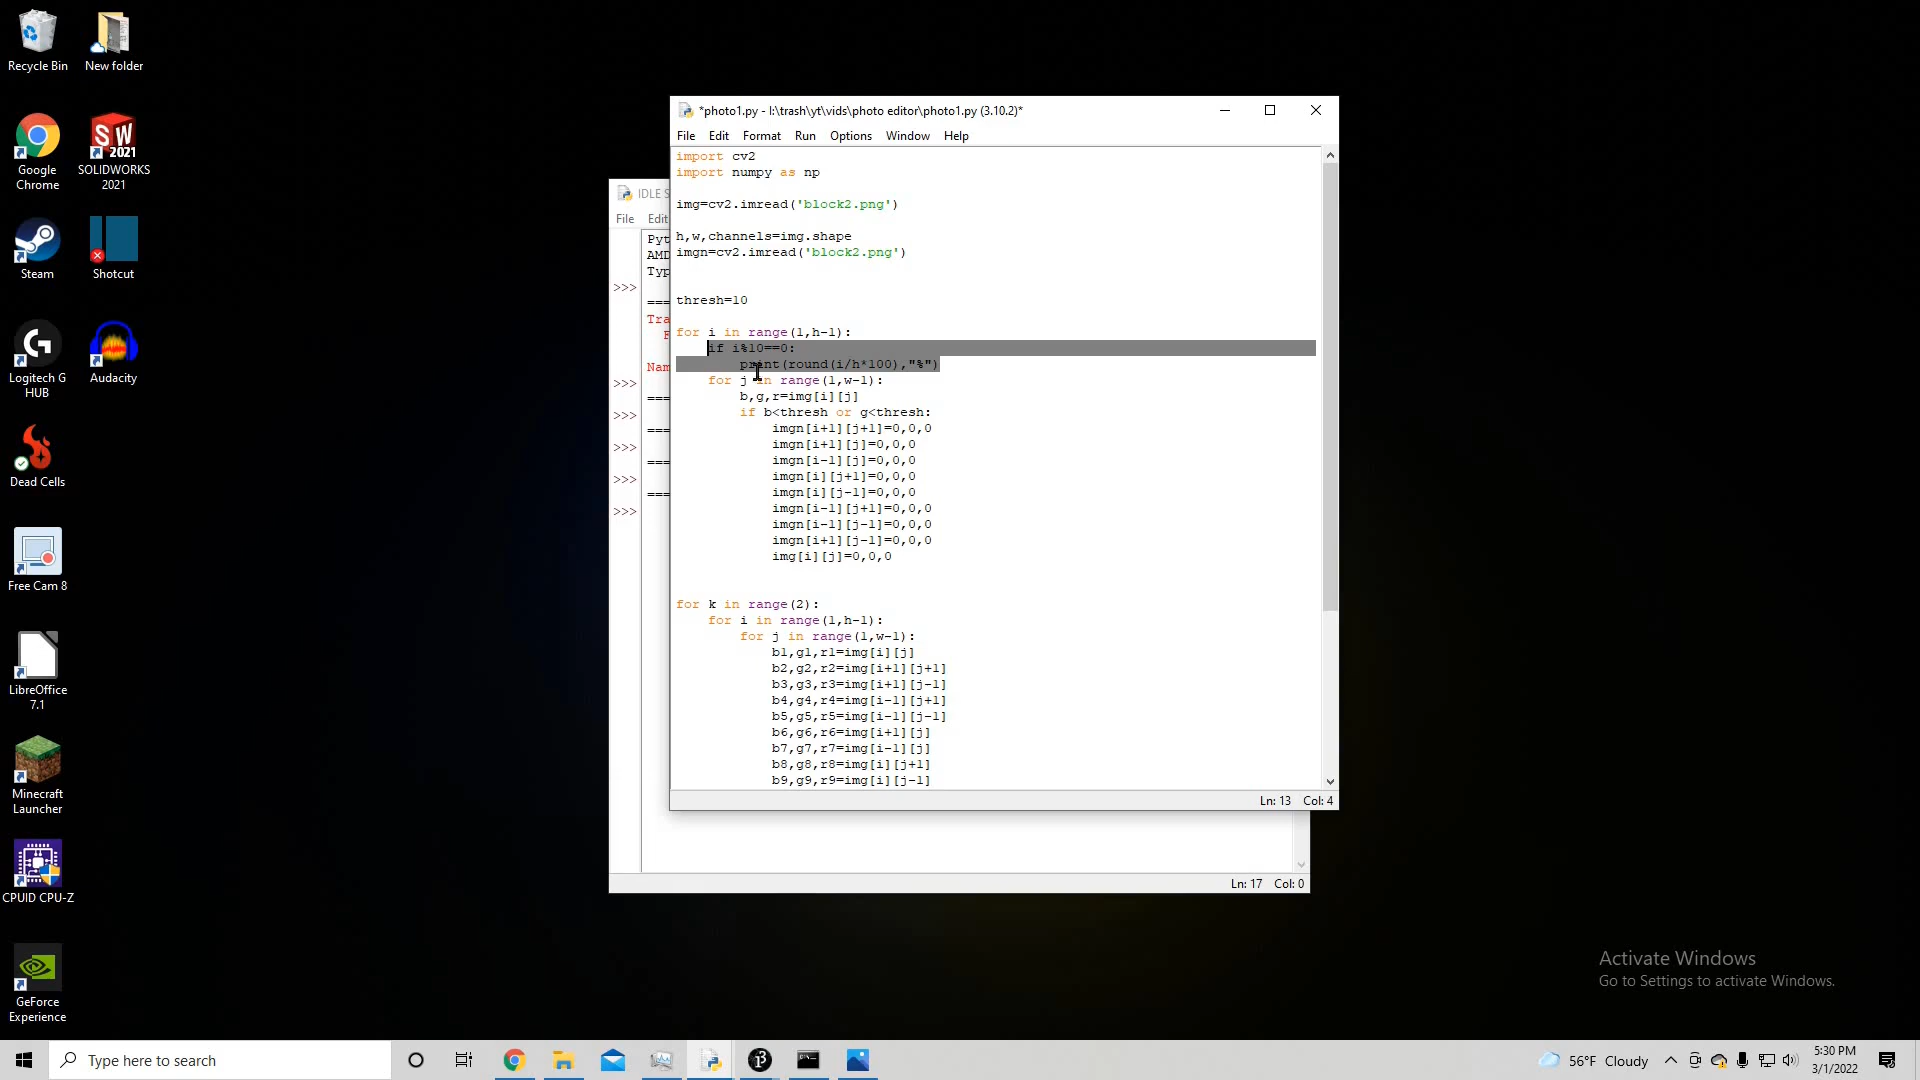 Recycle Bin
New folder
Google Chrome
SOLIDWORKS 2021
Steam
Shotcut
Logitech G HUB
Audacity
Dead Cells
Free Cam 8
LibreOffice 7.1
Minecraft Launcher
CPUID CPU-Z
GeForce Experience
IDLE S
File Edit
Pyt
AMD
Typ
>>>
===
Tra
F
Nam
>>>
===
>>>
===
>>>
===
>>>
===
>>>
Ln: 17 Col: 0
*photo1.py - I:\trash\yt\vids\photo editor\photo1.py (3.10.2)*
File Edit Format Run Options Window Help
import cv2
import numpy as np
img=cv2.imread('block2.png')
h,w,channels=img.shape
imgn=cv2.imread('block2.png')
thresh=10
for i in range(1,h-1):
    if i%10==0:
        print(round(i/h*100),"%")
    for j in range(1,w-1):
        b,g,r=img[i][j]
        if b<thresh or g<thresh:
            imgn[i+1][j+1]=0,0,0
            imgn[i+1][j]=0,0,0
            imgn[i-1][j]=0,0,0
            imgn[i][j+1]=0,0,0
            imgn[i][j-1]=0,0,0
            imgn[i-1][j+1]=0,0,0
            imgn[i-1][j-1]=0,0,0
            imgn[i+1][j-1]=0,0,0
            img[i][j]=0,0,0
for k in range(2):
    for i in range(1,h-1):
        for j in range(1,w-1):
            b1,g1,r1=img[i][j]
            b2,g2,r2=img[i+1][j+1]
            b3,g3,r3=img[i+1][j-1]
            b4,g4,r4=img[i-1][j+1]
            b5,g5,r5=img[i-1][j-1]
            b6,g6,r6=img[i+1][j]
            b7,g7,r7=img[i-1][j]
            b8,g8,r8=img[i][j+1]
            b9,g9,r9=img[i][j-1]
Ln: 13 Col: 4
Activate Windows
Go to Settings to activate Windows.
Type here to search
56°F Cloudy
5:30 PM
3/1/2022